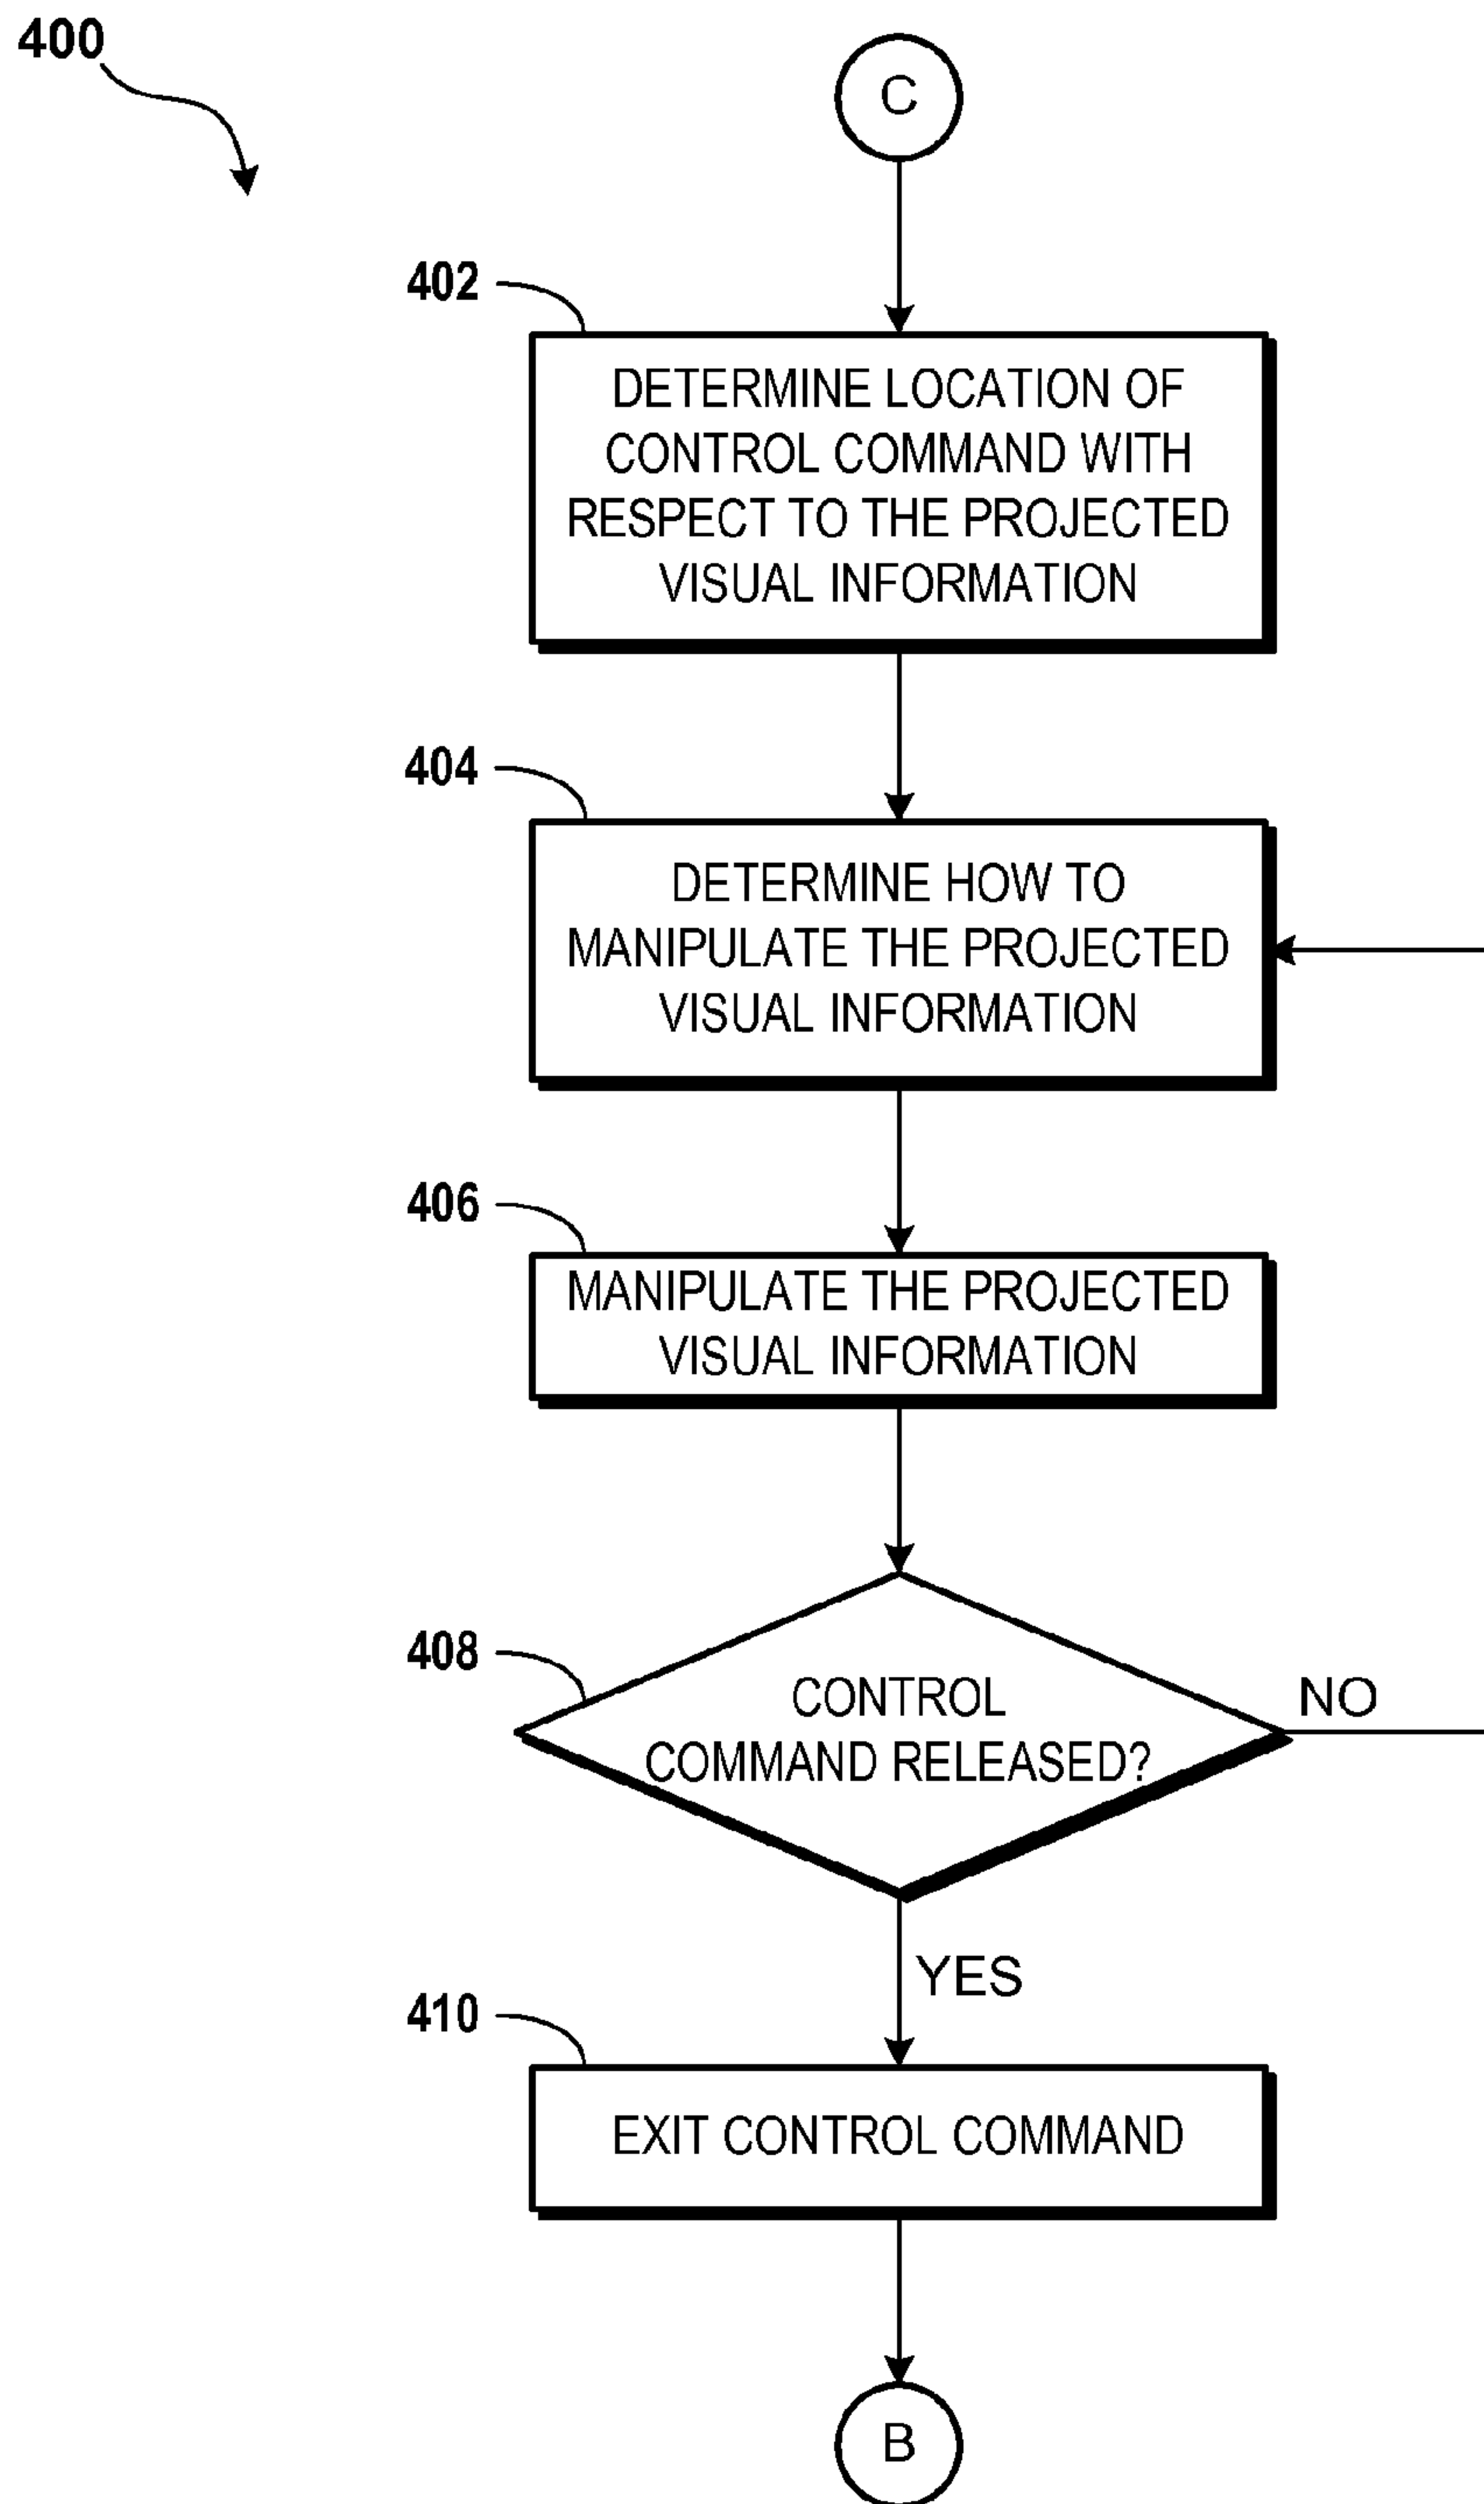 400
C
402
DETERMINE LOCATION OF
CONTROL COMMAND WITH
RESPECT TO THE PROJECTED
VISUAL INFORMATION
404
DETERMINE HOW TO
MANIPULATE THE PROJECTED
VISUAL INFORMATION
406
MANIPULATE THE PROJECTED
VISUAL INFORMATION
408
CONTROL
COMMAND RELEASED?
NO
YES
410
EXIT CONTROL COMMAND
B